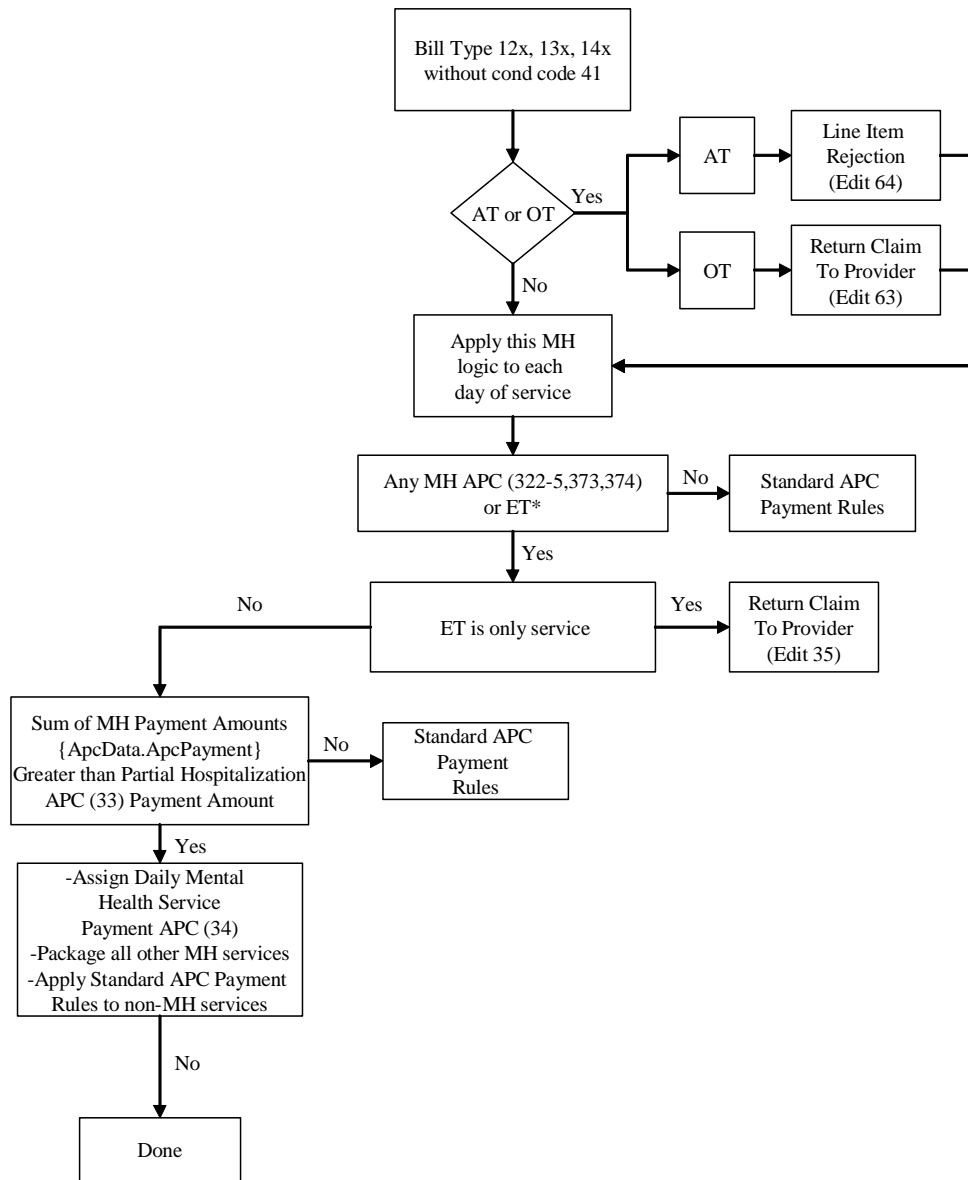 Bill Type 12x, 13x, 14x
without cond code 41
AT or OT
Yes
AT
Line Item
Rejection
(Edit 64)
OT
Return Claim
To Provider
(Edit 63)
No
Apply this MH
logic to each
day of service
Any MH APC (322-5,373,374)
or ET*
No
Standard APC
Payment Rules
Yes
ET is only service
No
Yes
Return Claim
To Provider
(Edit 35)
Sum of MH Payment Amounts
{ApcData.ApcPayment}
Greater than Partial Hospitalization
APC (33) Payment Amount
No
Standard APC
Payment
Rules
Yes
-Assign Daily Mental
Health Service
Payment APC (34)
-Package all other MH services
-Apply Standard APC Payment
Rules to non-MH services
No
Done